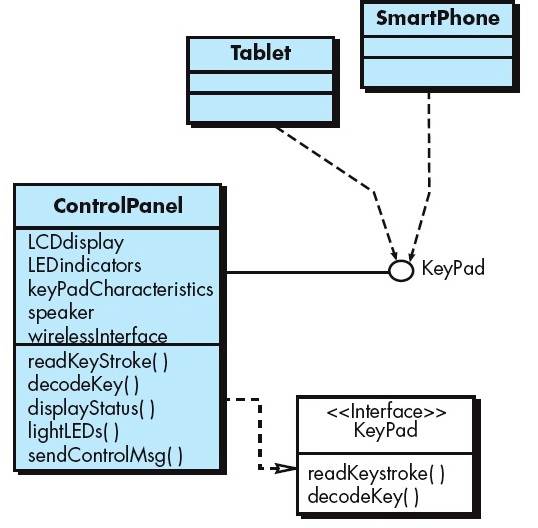 SmartPhone
Tablet
ControlPanel
LCDdisplay
LEDindicators
keyPadCharacteristics
speaker
wirelessInterface
readKeyStroke( )
decodeKey( )
displayStatus( )
lightLEDs( )
sendControlMsg( )
KeyPad
<<Interface>>
KeyPad
readKeystroke( )
decodeKey( )